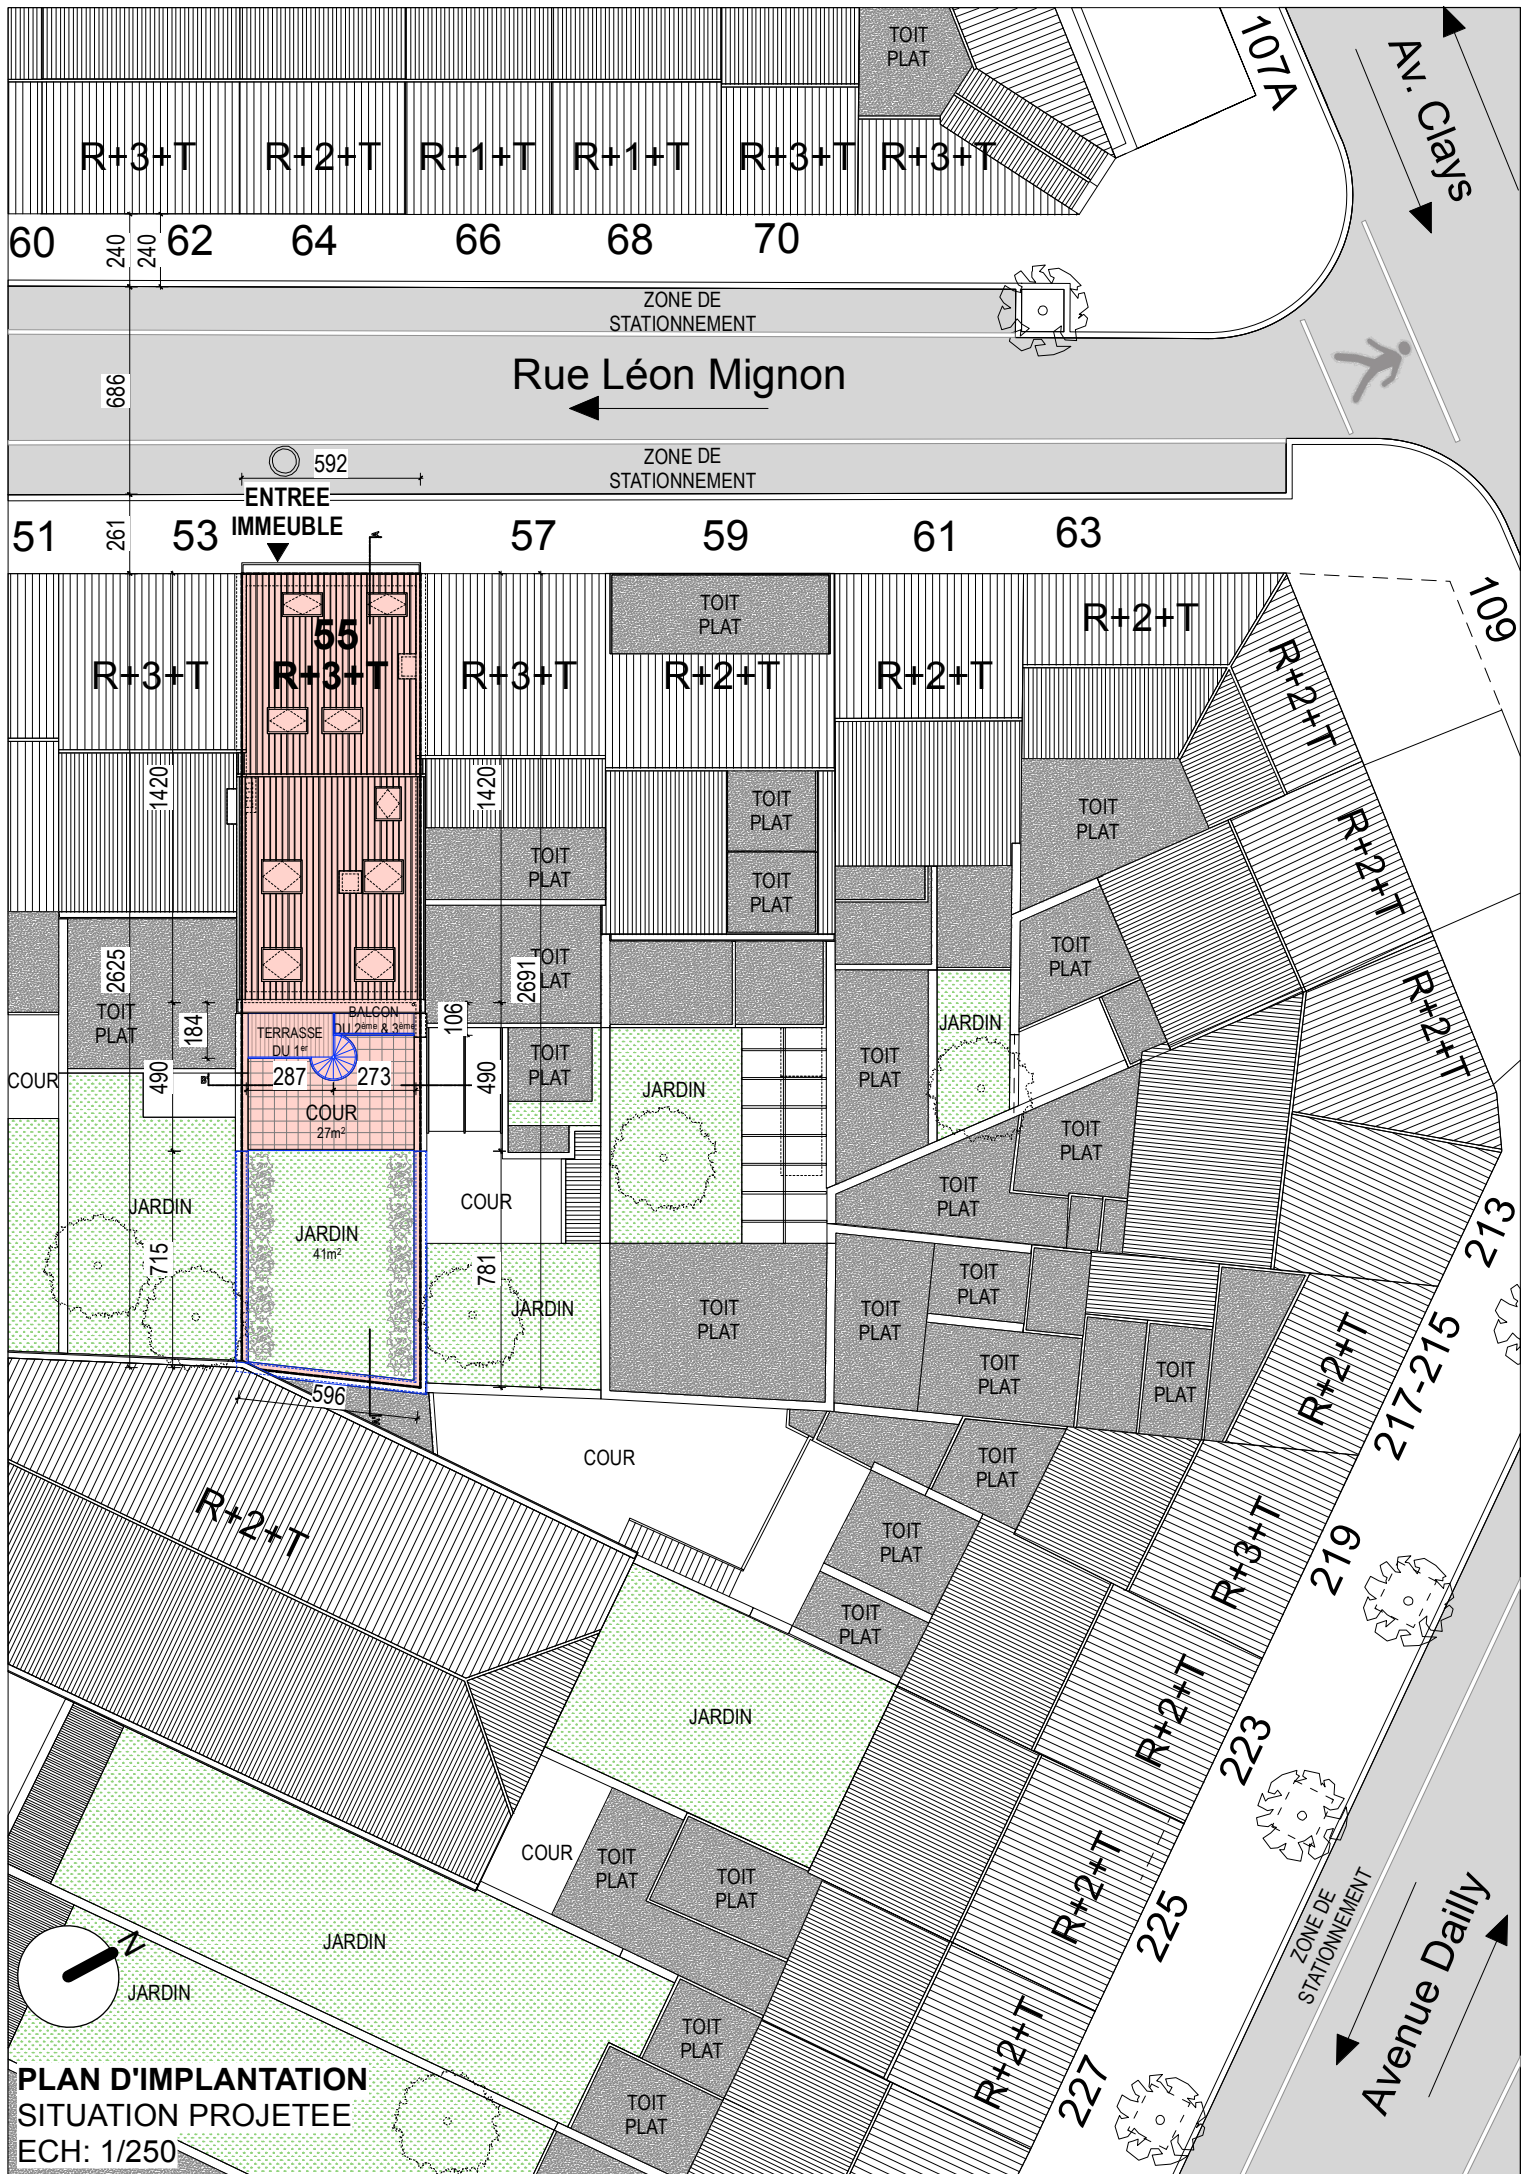 TOIT
PLAT
107A
Av. Clays
R+3+T
R+2+T
R+1+T
R+1+T
R+3+T
R+3+T
60
240
240
62
64
66
68
70
ZONE DE
STATIONNEMENT
686
Rue Léon Mignon
ZONE DE
STATIONNEMENT
592
ENTREE
IMMEUBLE
51
261
53
57
59
61
63
109
R+3+T
55
R+3+T
R+3+T
TOIT
PLAT
R+2+T
R+2+T
R+2+T
R+2+T
1420
1420
TOIT
PLAT
TOIT
PLAT
R+2+T
TOIT
PLAT
TOIT
PLAT
2625
TOIT
PLAT
TOIT
LAT
2691
TOIT
PLAT
R+2+T
184
490
TERRASSE
DU 1er
BALCON
DU 2ème & 3ème
106
490
287
273
COUR
27m²
COUR
TOIT
PLAT
JARDIN
TOIT
PLAT
JARDIN
TOIT
PLAT
TOIT
PLAT
JARDIN
715
JARDIN
41m²
COUR
781
JARDIN
TOIT
PLAT
TOIT
PLAT
TOIT
PLAT
TOIT
PLAT
TOIT
PLAT
213
R+2+T
217-215
596
COUR
TOIT
PLAT
R+2+T
TOIT
PLAT
R+3+T
219
TOIT
PLAT
JARDIN
R+2+T
223
COUR
TOIT
PLAT
TOIT
PLAT
R+2+T
225
ZONE DE
STATIONNEMENT
Avenue Dailly
JARDIN
N
JARDIN
TOIT
PLAT
TOIT
PLAT
R+2+T
227
PLAN D'IMPLANTATION
SITUATION PROJETEE
ECH: 1/250